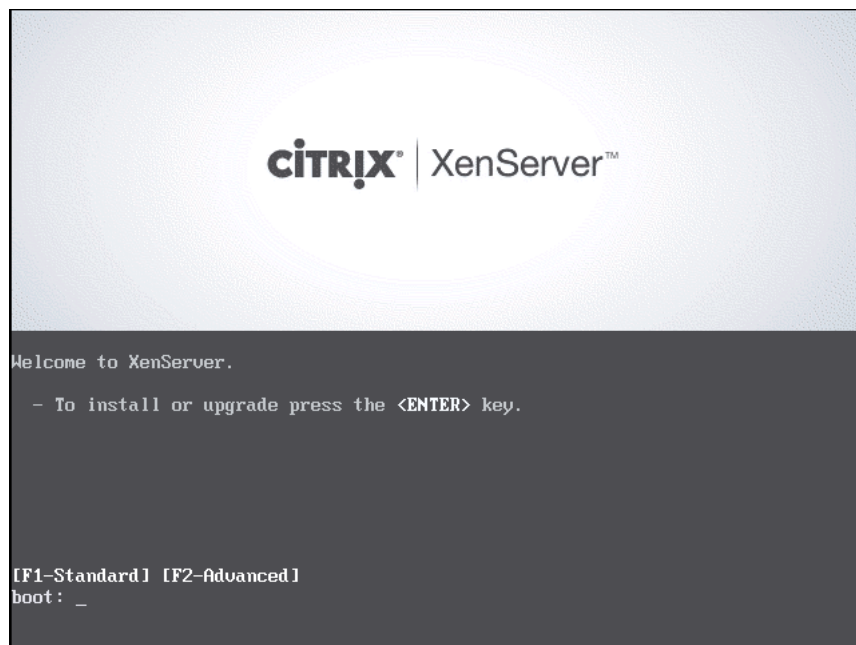 CITRIX® XenServer™
Welcome to XenServer.
- To install or upgrade press the <ENTER> key.
[F1-Standard] [F2-Advanced]
boot: _